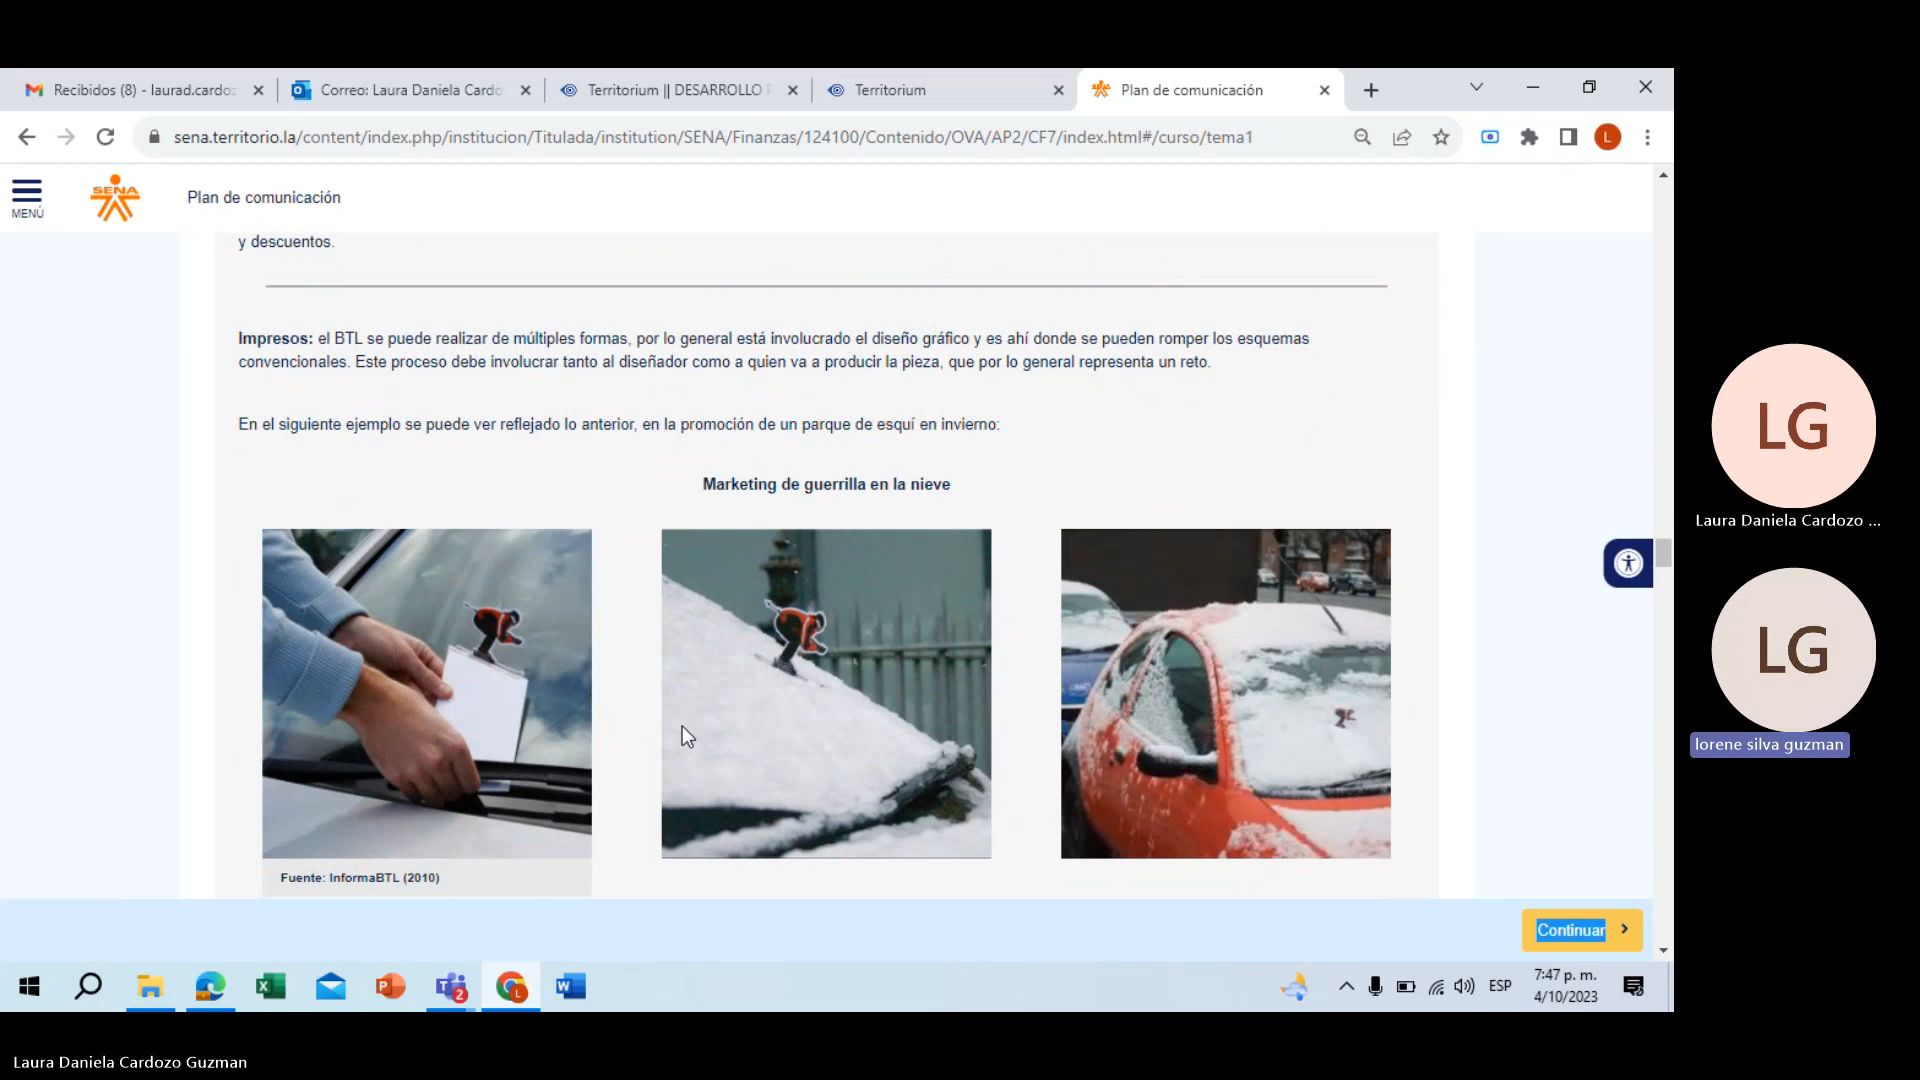 Recibidos (8) - laurad.cardoz
Correo: Laura Daniela Cardo
Territorium || DESARROLLO
Territorium
Plan de comunicación
sena.territorio.la/content/index.php/institucion/Titulada/institution/SENA/Finanzas/124100/Contenido/OVA/AP2/CF7/index.html#/curso/tema1
L
MENÚ
SENA
Plan de comunicación
y descuentos.
Impresos: el BTL se puede realizar de múltiples formas, por lo general está involucrado el diseño gráfico y es ahí donde se pueden romper los esquemas
convencionales. Este proceso debe involucrar tanto al diseñador como a quien va a producir la pieza, que por lo general representa un reto.
En el siguiente ejemplo se puede ver reflejado lo anterior, en la promoción de un parque de esquí en invierno:
Marketing de guerrilla en la nieve
Fuente: InformaBTL (2010)
Continuar
LG
Laura Daniela Cardozo ...
LG
lorene silva guzman
2
L
ESP
7:47 p. m.
4/10/2023
Laura Daniela Cardozo Guzman